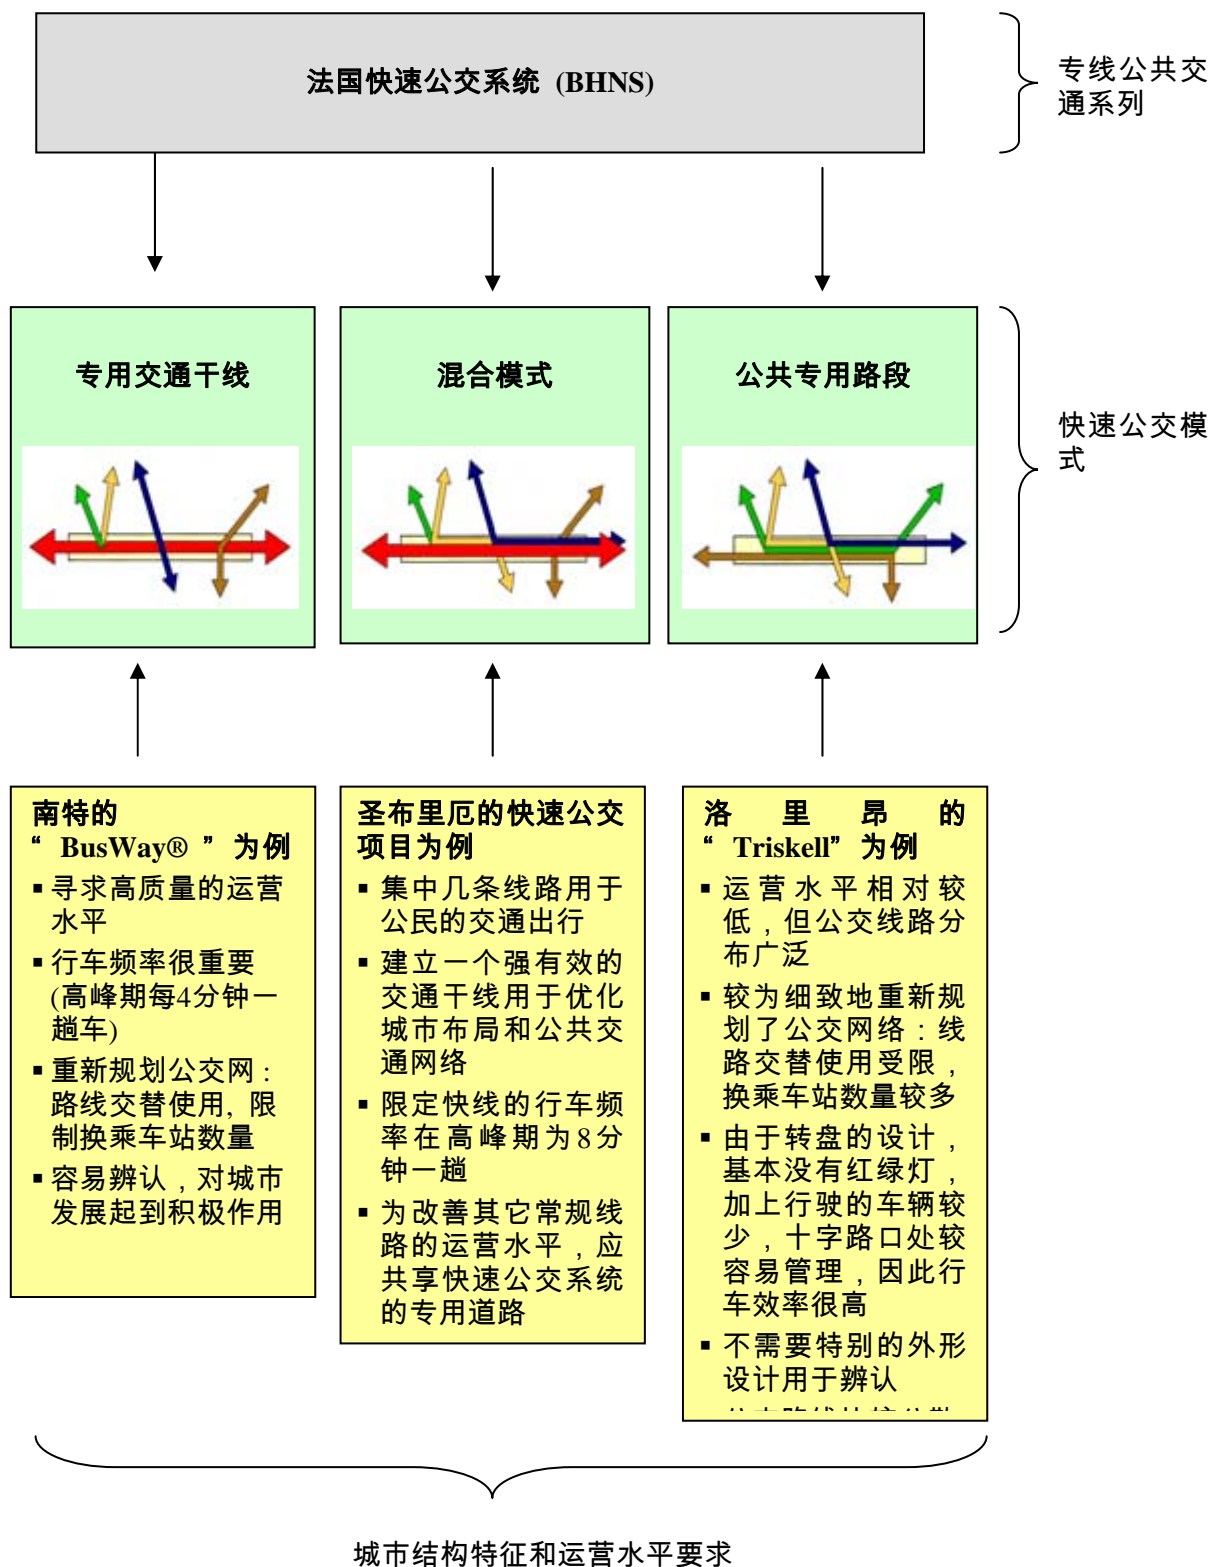 法国快速公交系统 (BHNS)
专线公共交
通系列
专用交通干线
混合模式
公共专用路段
快速公交模
式
南特的
“ BusWay® ” 为例
▪ 寻求高质量的运营
水平
▪ 行车频率很重要
(高峰期每4分钟一
趟车)
▪ 重新规划公交网：
路线交替使用, 限
制换乘车站数量
▪ 容易辨认，对城市
发展起到积极作用
圣布里厄的快速公交
项目为例
▪ 集中几条线路用于
公民的交通出行
▪ 建立一个强有效的
交通干线用于优化
城市布局和公共交
通网络
▪ 限定快线的行车频
率在高峰期为8分
钟一趟
▪ 为改善其它常规线
路的运营水平，应
共享快速公交系统
的专用道路
洛里昂的
“ Triskell” 为例
▪ 运营水平相对较
低，但公交线路分
布广泛
▪ 较为细致地重新规
划了公交网络：线
路交替使用受限，
换乘车站数量较多
▪ 由于转盘的设计，
基本没有红绿灯，
加上行驶的车辆较
少，十字路口处较
容易管理，因此行
车效率很高
▪ 不需要特别的外形
设计用于辨认
城市结构特征和运营水平要求